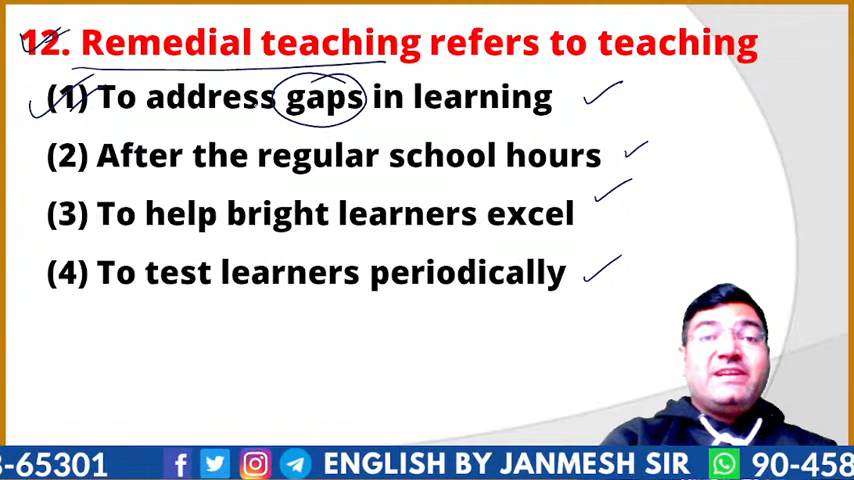 12. Remedial teaching refers to teaching
(1) To address gaps in learning
(2) After the regular school hours
(3) To help bright learners excel
(4) To test learners periodically
3-65301 ENGLISH BY JANMESH SIR 90-458